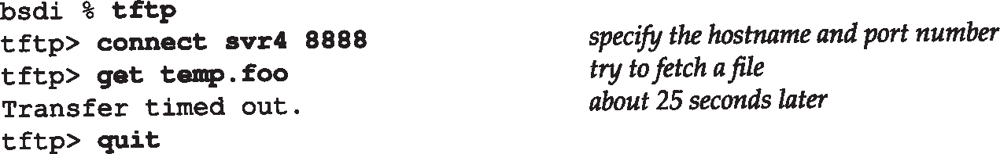 bsdi % tftp
tftp> connect svr4 8888 specify the hostname and port number
tftp> get temp.foo try to fetch a file
Transfer timed out. about 25 seconds later
tftp> quit